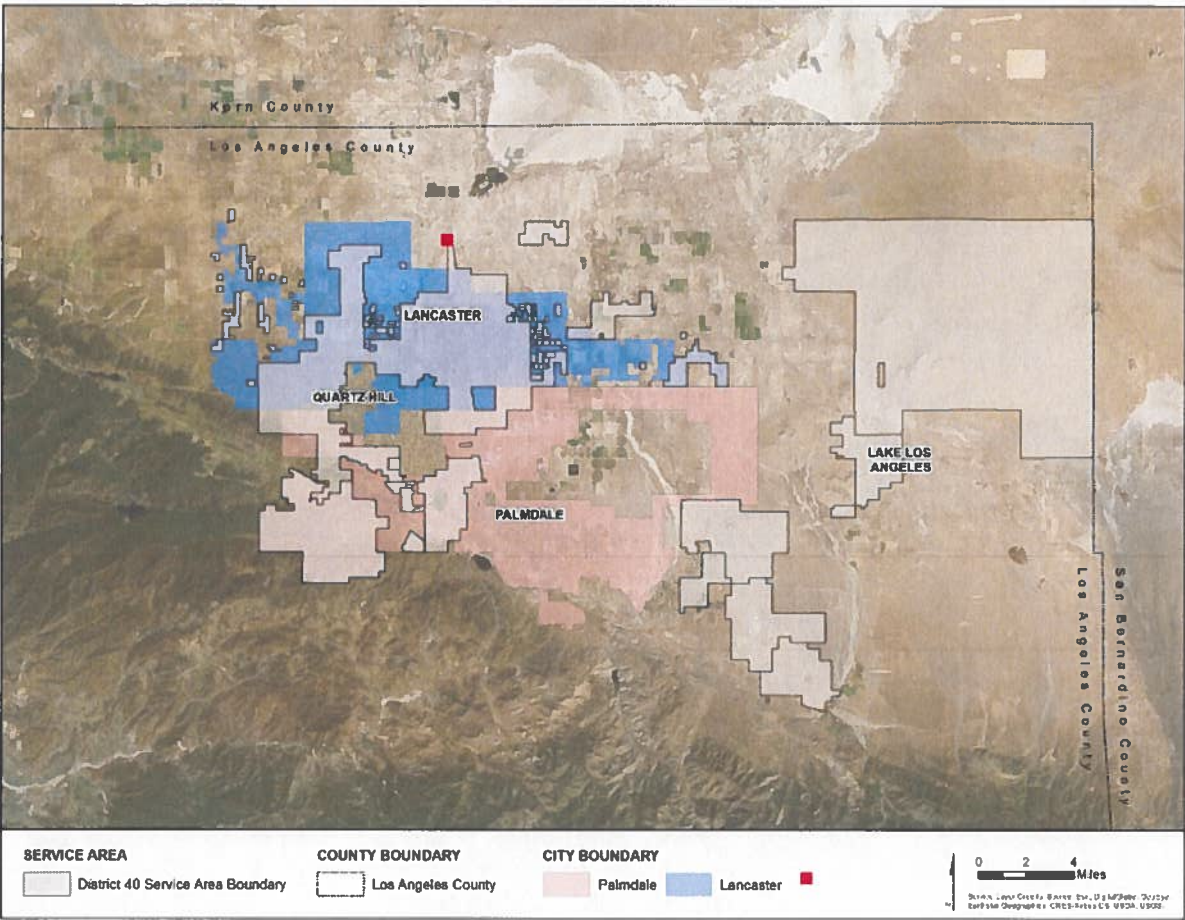 Kern County
Los Angeles County
LANCASTER
QUARTZ HILL
LAKE LOS
ANGELES
PALMDALE
Los Angeles County
San Bernardino County
SERVICE AREA
District 40 Service Area Boundary
COUNTY BOUNDARY
Los Angeles County
CITY BOUNDARY
Palmdale
Lancaster
0 2 4
Miles